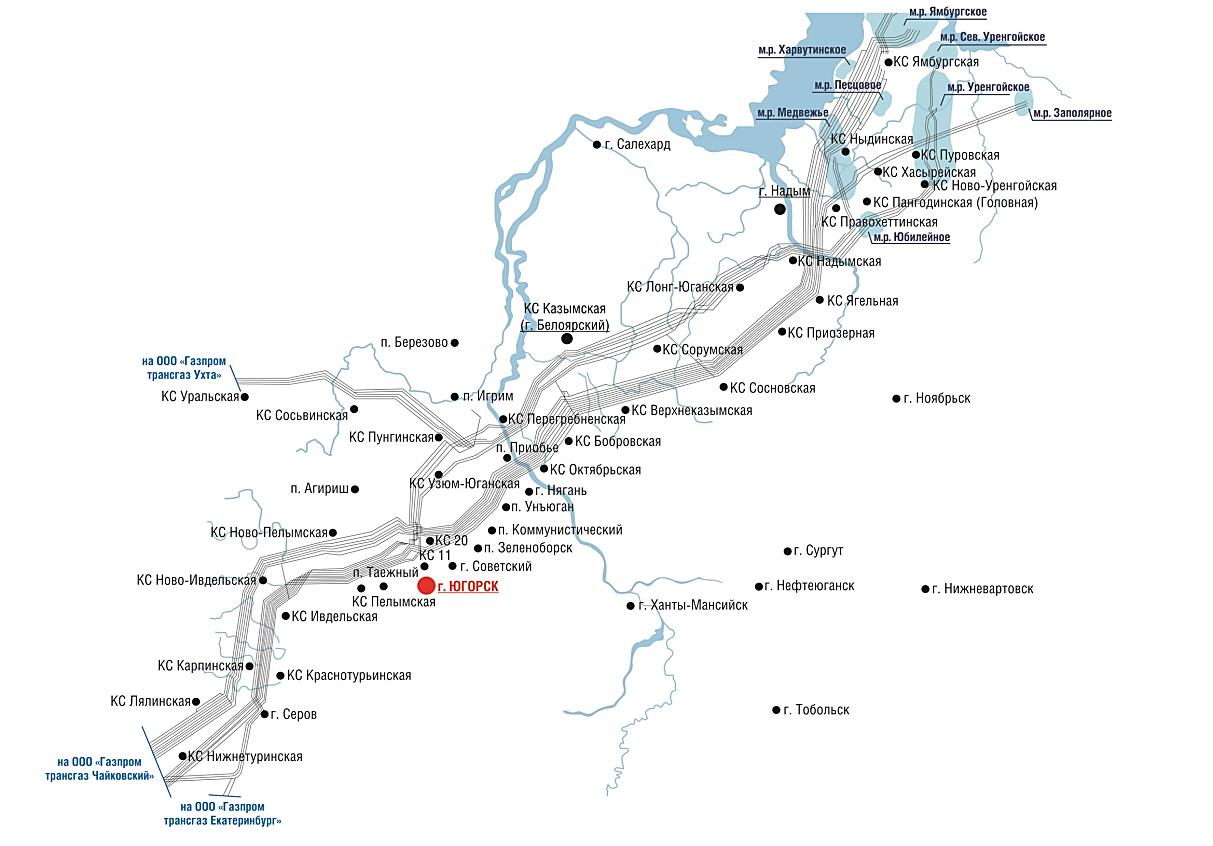 м.р. Ямбургское
м.р. Сев. Уренгойское
м.р. Харвутинское
КС Ямбургская
м.р. Песцовое
м.р. Уренгойское
м.р. Медвежье
м.р. Заполярное
КС Ныдинская
г. Салехард
КС Пуровская
КС Хасырейская
КС Ново-Уренгойская
г. Надым
КС Пангодинская (Головная)
КС Правохеттинская
м.р. Юбилейное
КС Надымская
КС Лонг-Юганская
КС Ягельная
КС Казымская
(г. Белоярский)
КС Приозерная
п. Березово
КС Сорумская
на ООО «Газпром
трансгаз Ухта»
КС Сосновская
КС Уральская
п. Игрим
г. Ноябрьск
КС Сосьвинская
КС Верхнеказымская
КС Перегребненская
КС Пунгинская
КС Бобровская
п. Приобье
КС Октябрьская
КС Узюм-Юганская
п. Агириш
г. Нягань
п. Унъюган
КС Ново-Пелымская
п. Коммунистический
КС 20
п. Зеленоборск
КС 11
г. Сургут
г. Советский
п. Таежный
КС Ново-Ивдельская
г. ЮГОРСК
г. Нефтеюганск
г. Нижневартовск
КС Пелымская
г. Ханты-Мансийск
КС Ивдельская
КС Карпинская
КС Краснотурьинская
КС Лялинская
г. Серов
г. Тобольск
КС Нижнетуринская
на ООО «Газпром
трансгаз Чайковский»
на ООО «Газпром
трансгаз Екатеринбург»